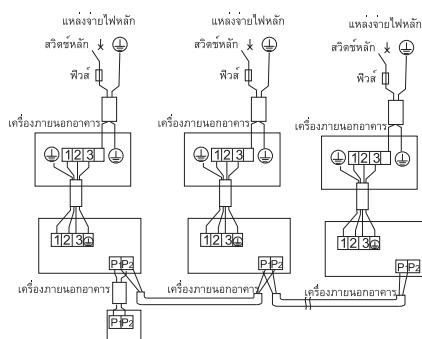 แหล่งจ่ายไฟหลัก แหล่งจ่ายไฟหลัก แหล่งจ่ายไฟหลัก
สวิตช์หลัก สวิตช์หลัก สวิตช์หลัก
ฟิวส์ ฟิวส์ ฟิวส์
เครื่องภายนอกอาคาร เครื่องภายนอกอาคาร เครื่องภายนอกอาคาร
1 2 3 1 2 3 1 2 3
1 2 3 1 2 3 1 2 3
P1 P2 P1 P2 P1 P2
เครื่องภายนอกอาคาร เครื่องภายนอกอาคาร เครื่องภายนอกอาคาร
P1 P2